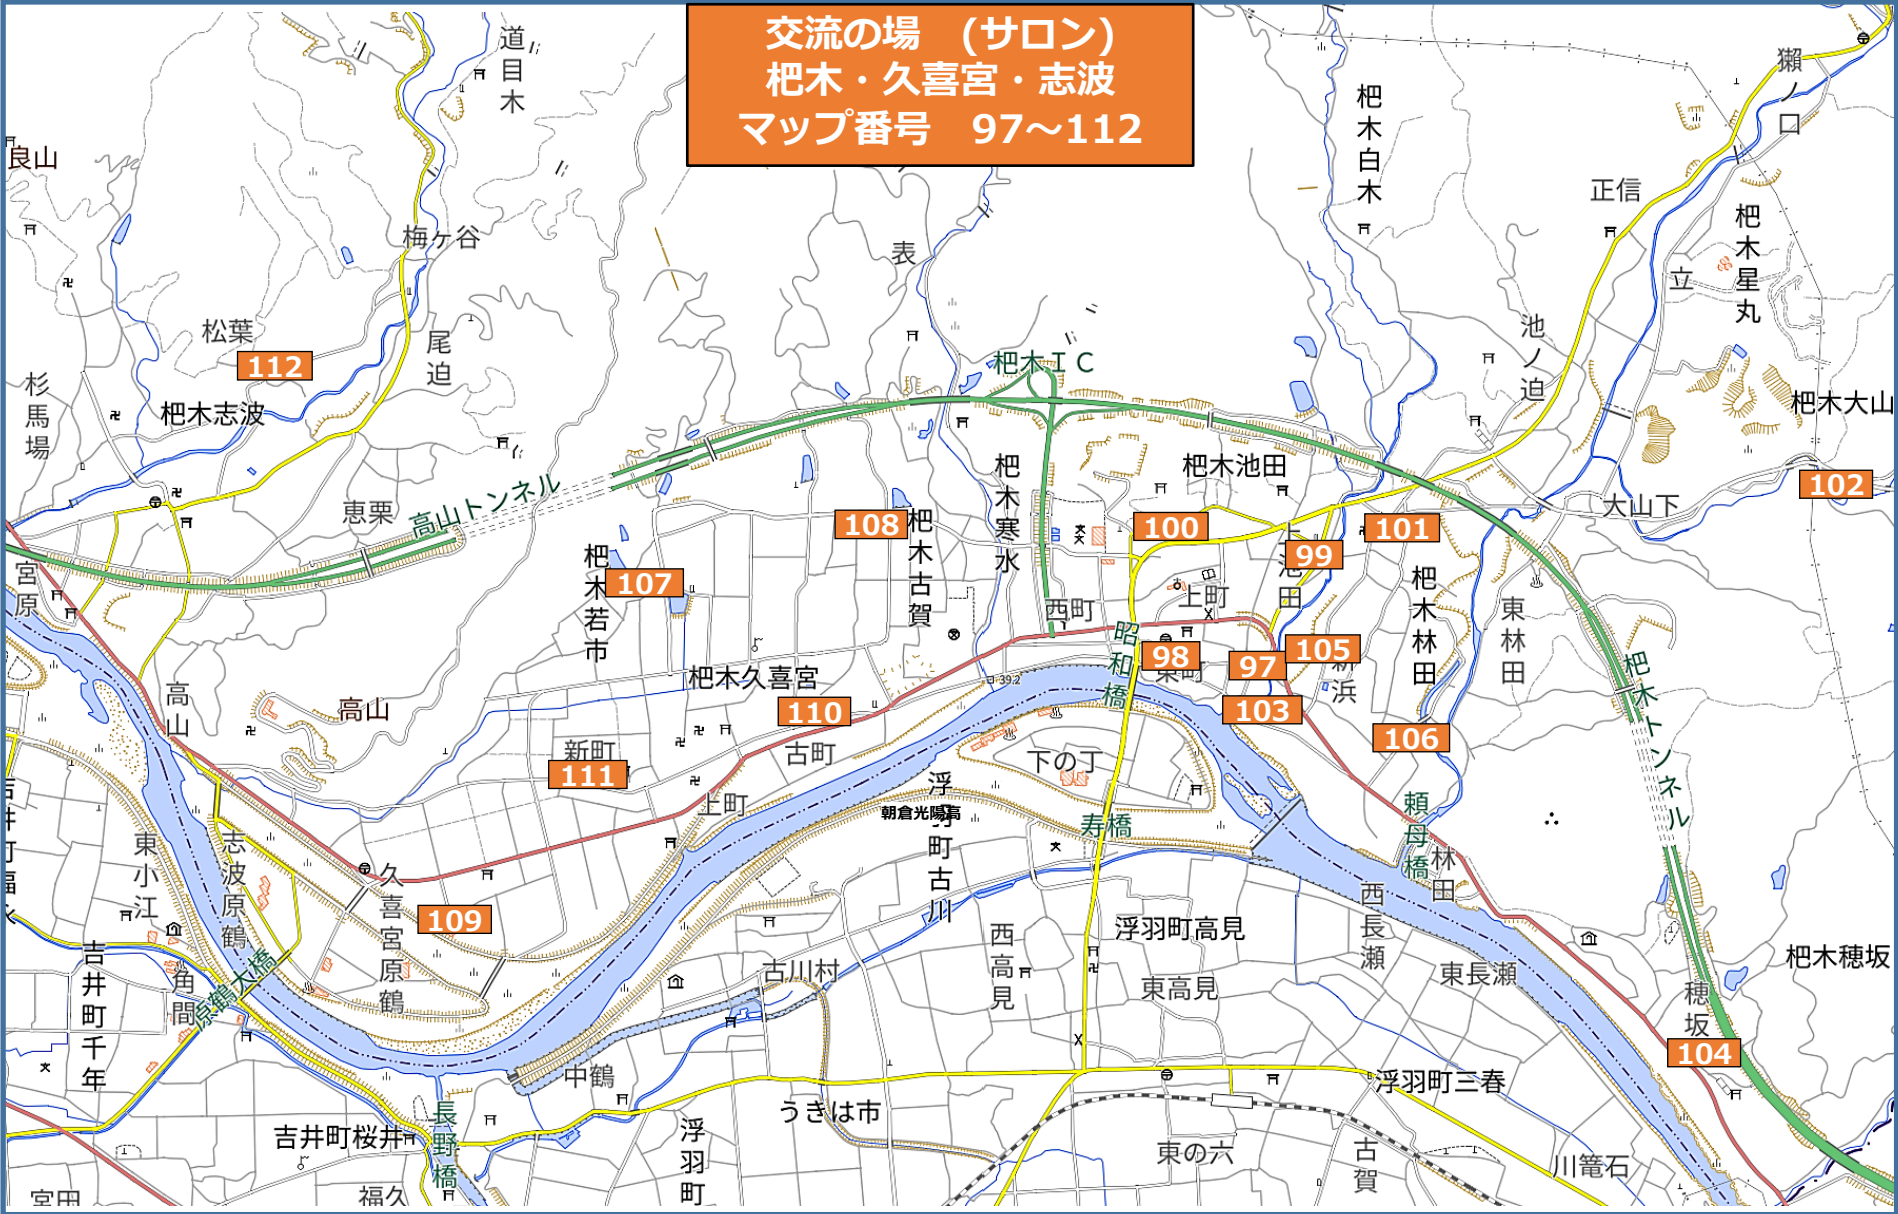 交流の場　(サロン)
杷木・久喜宮・志波
マップ番号　97～112
道目木
杷木白木
獺ノ口
良山
正信
杷木星丸
梅ヶ谷
表
立
松葉
尾迫
池ノ迫
112
杷木ＩＣ
杉馬場
杷木志波
杷木大山
杷木池田
杷木寒水
102
恵栗
高山トンネル
大山下
108
杷木古賀
100
101
99
池田
宮原
杷木若市
107
杷木林田
東林田
西町
上町
昭和橋
98
97
105
新浜
杷木トンネル
杷木久喜宮
39.2
高山
高山
110
103
106
新町
111
古町
下の丁
上町
浮羽町古川
朝倉光陽高
寿橋
頼母橋
林田
東小江
志波原鶴
久喜宮原鶴
109
西長瀬
西高見
浮羽町高見
吉井町千年
角間
原鶴大橋
古川村
東高見
東長瀬
杷木穂坂
穂坂
104
中鶴
浮羽町三春
うきは市
長野橋
吉井町桜井
浮羽町
東の六
古賀
川篭石
宮田
福久